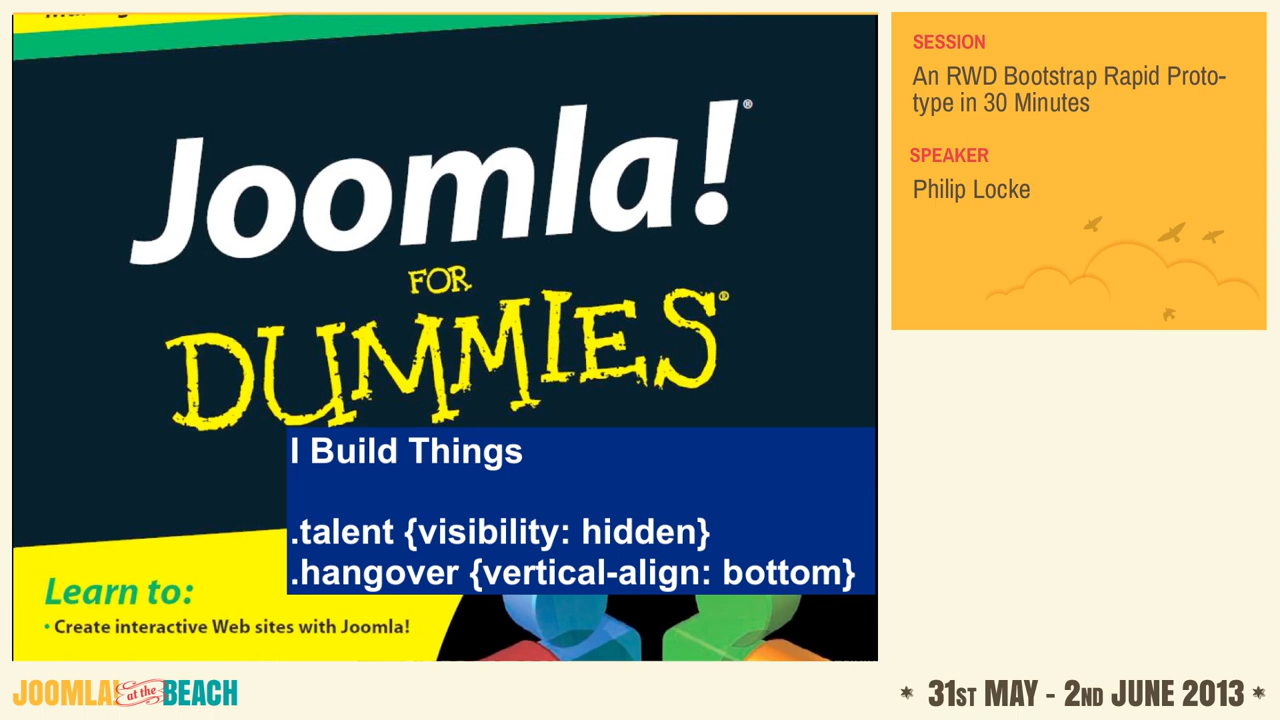 Joomla!®
FOR
DUMMIES®
I Build Things
.talent {visibility: hidden}
.hangover {vertical-align: bottom}
Learn to:
• Create interactive Web sites with Joomla!
SESSION
An RWD Bootstrap Rapid Proto-
type in 30 Minutes
SPEAKER
Philip Locke
JOOMLA! at the BEACH
* 31ST MAY - 2ND JUNE 2013 *